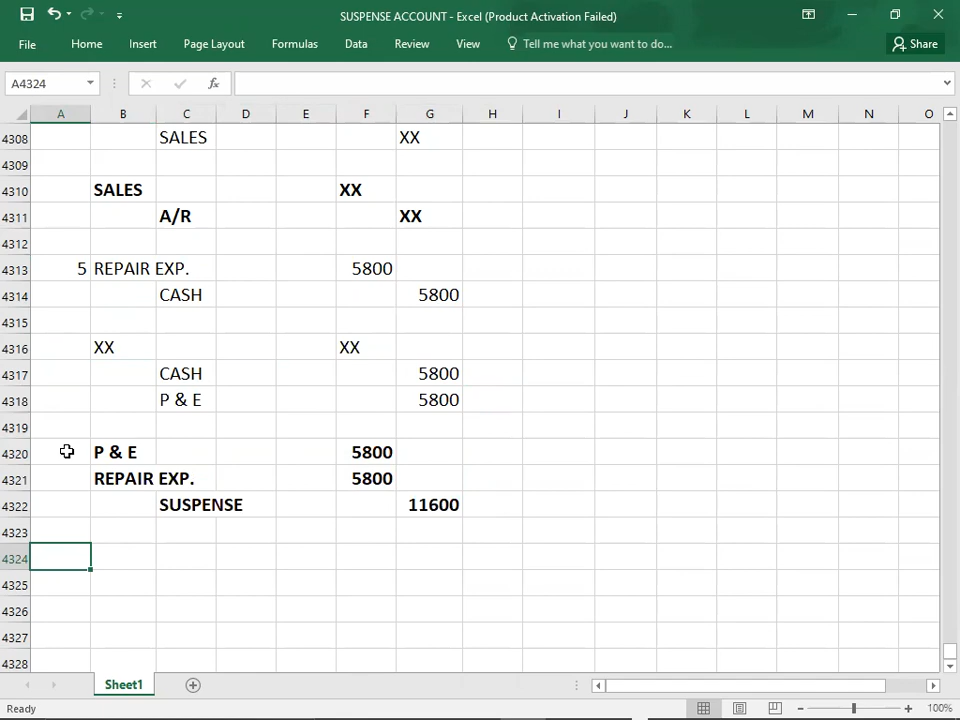 SUSPENSE ACCOUNT - Excel (Product Activation Failed)
File Home Insert Page Layout Formulas Data Review View Tell me what you want to do... Share
A4324 fx
A B C D E F G H I J K L M N O
4308 SALES XX
4309
4310 SALES XX
4311 A/R XX
4312
4313 5 REPAIR EXP. 5800
4314 CASH 5800
4315
4316 XX XX
4317 CASH 5800
4318 P & E 5800
4319
4320 P & E 5800
4321 REPAIR EXP. 5800
4322 SUSPENSE 11600
4323
4324
4325
4326
4327
4328
Sheet1
Ready 100%